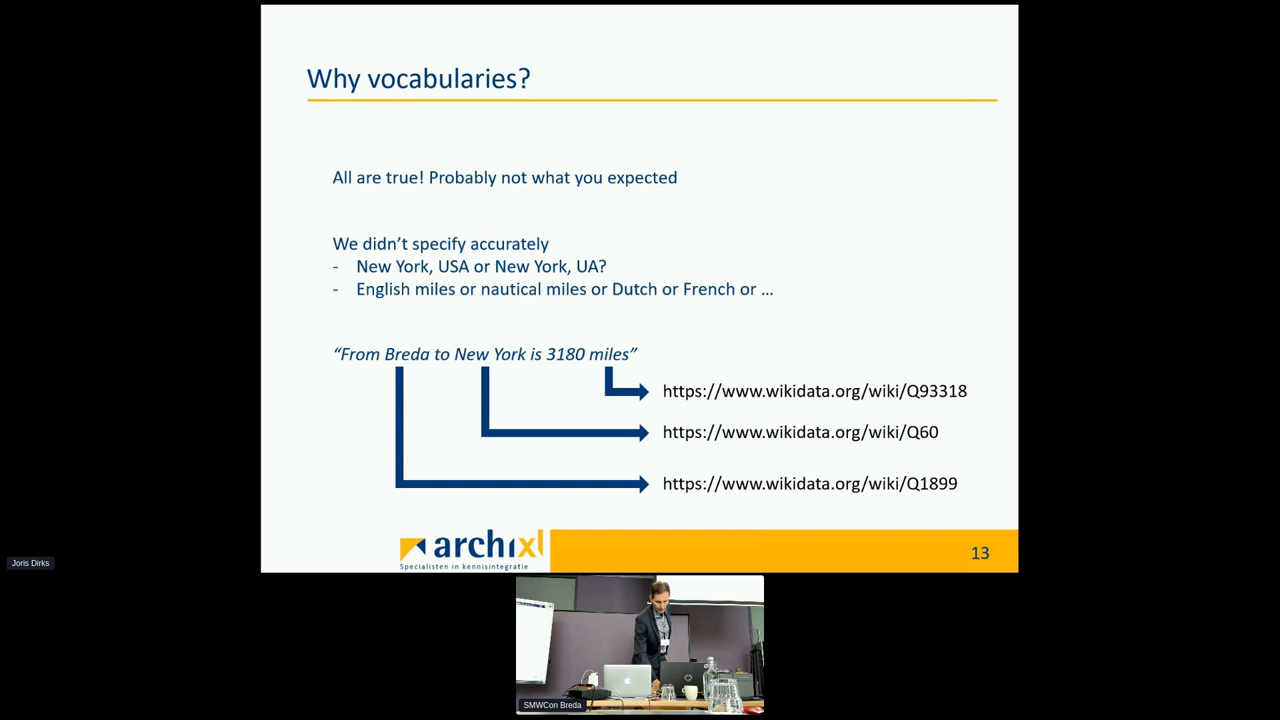 Why vocabularies?
All are true! Probably not what you expected
We didn’t specify accurately
- New York, USA or New York, UA?
- English miles or nautical miles or Dutch or French or …
“From Breda to New York is 3180 miles”
https://www.wikidata.org/wiki/Q93318
https://www.wikidata.org/wiki/Q60
https://www.wikidata.org/wiki/Q1899
archixl
Specialisten in kennisintegratie
13
Joris Dirks
SMWCon Breda